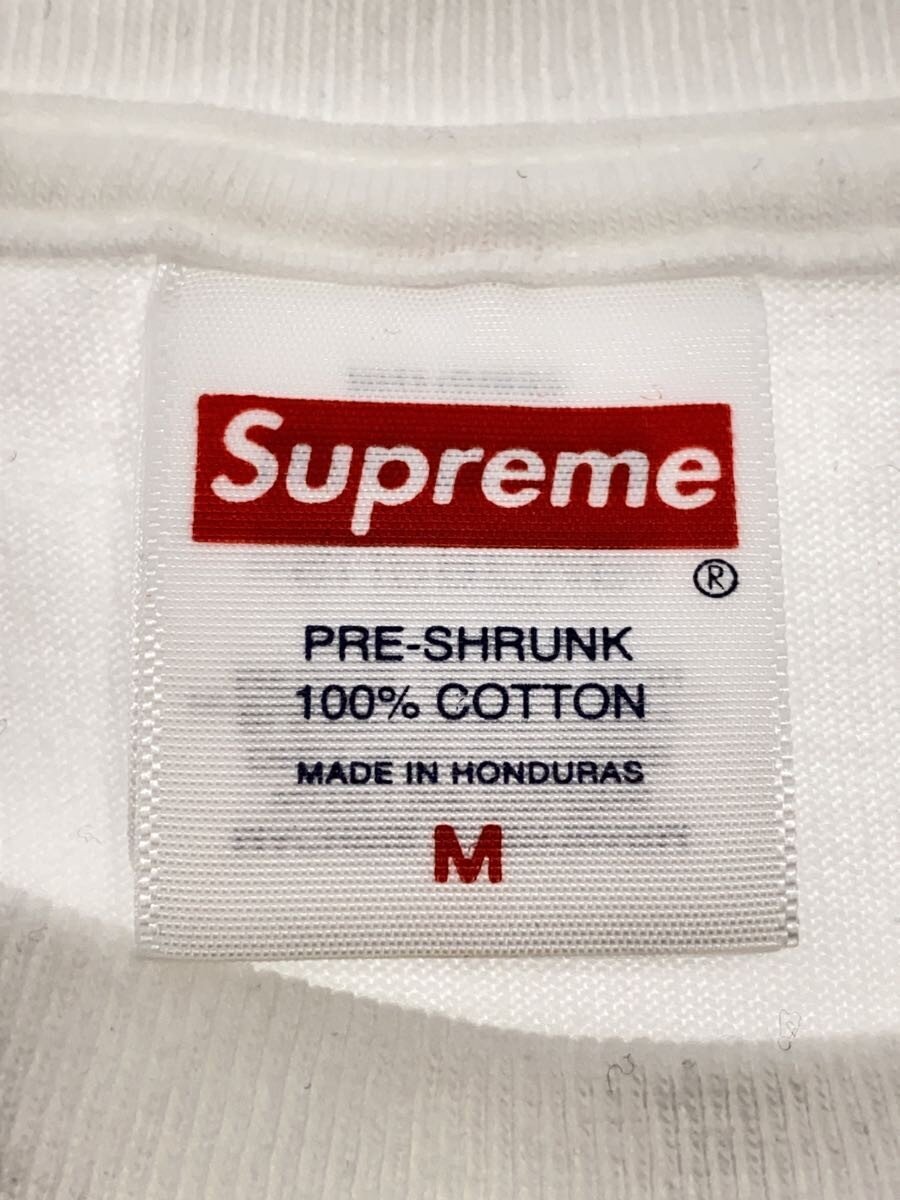 Supreme
®
PRE-SHRUNK
100% COTTON
MADE IN HONDURAS
M